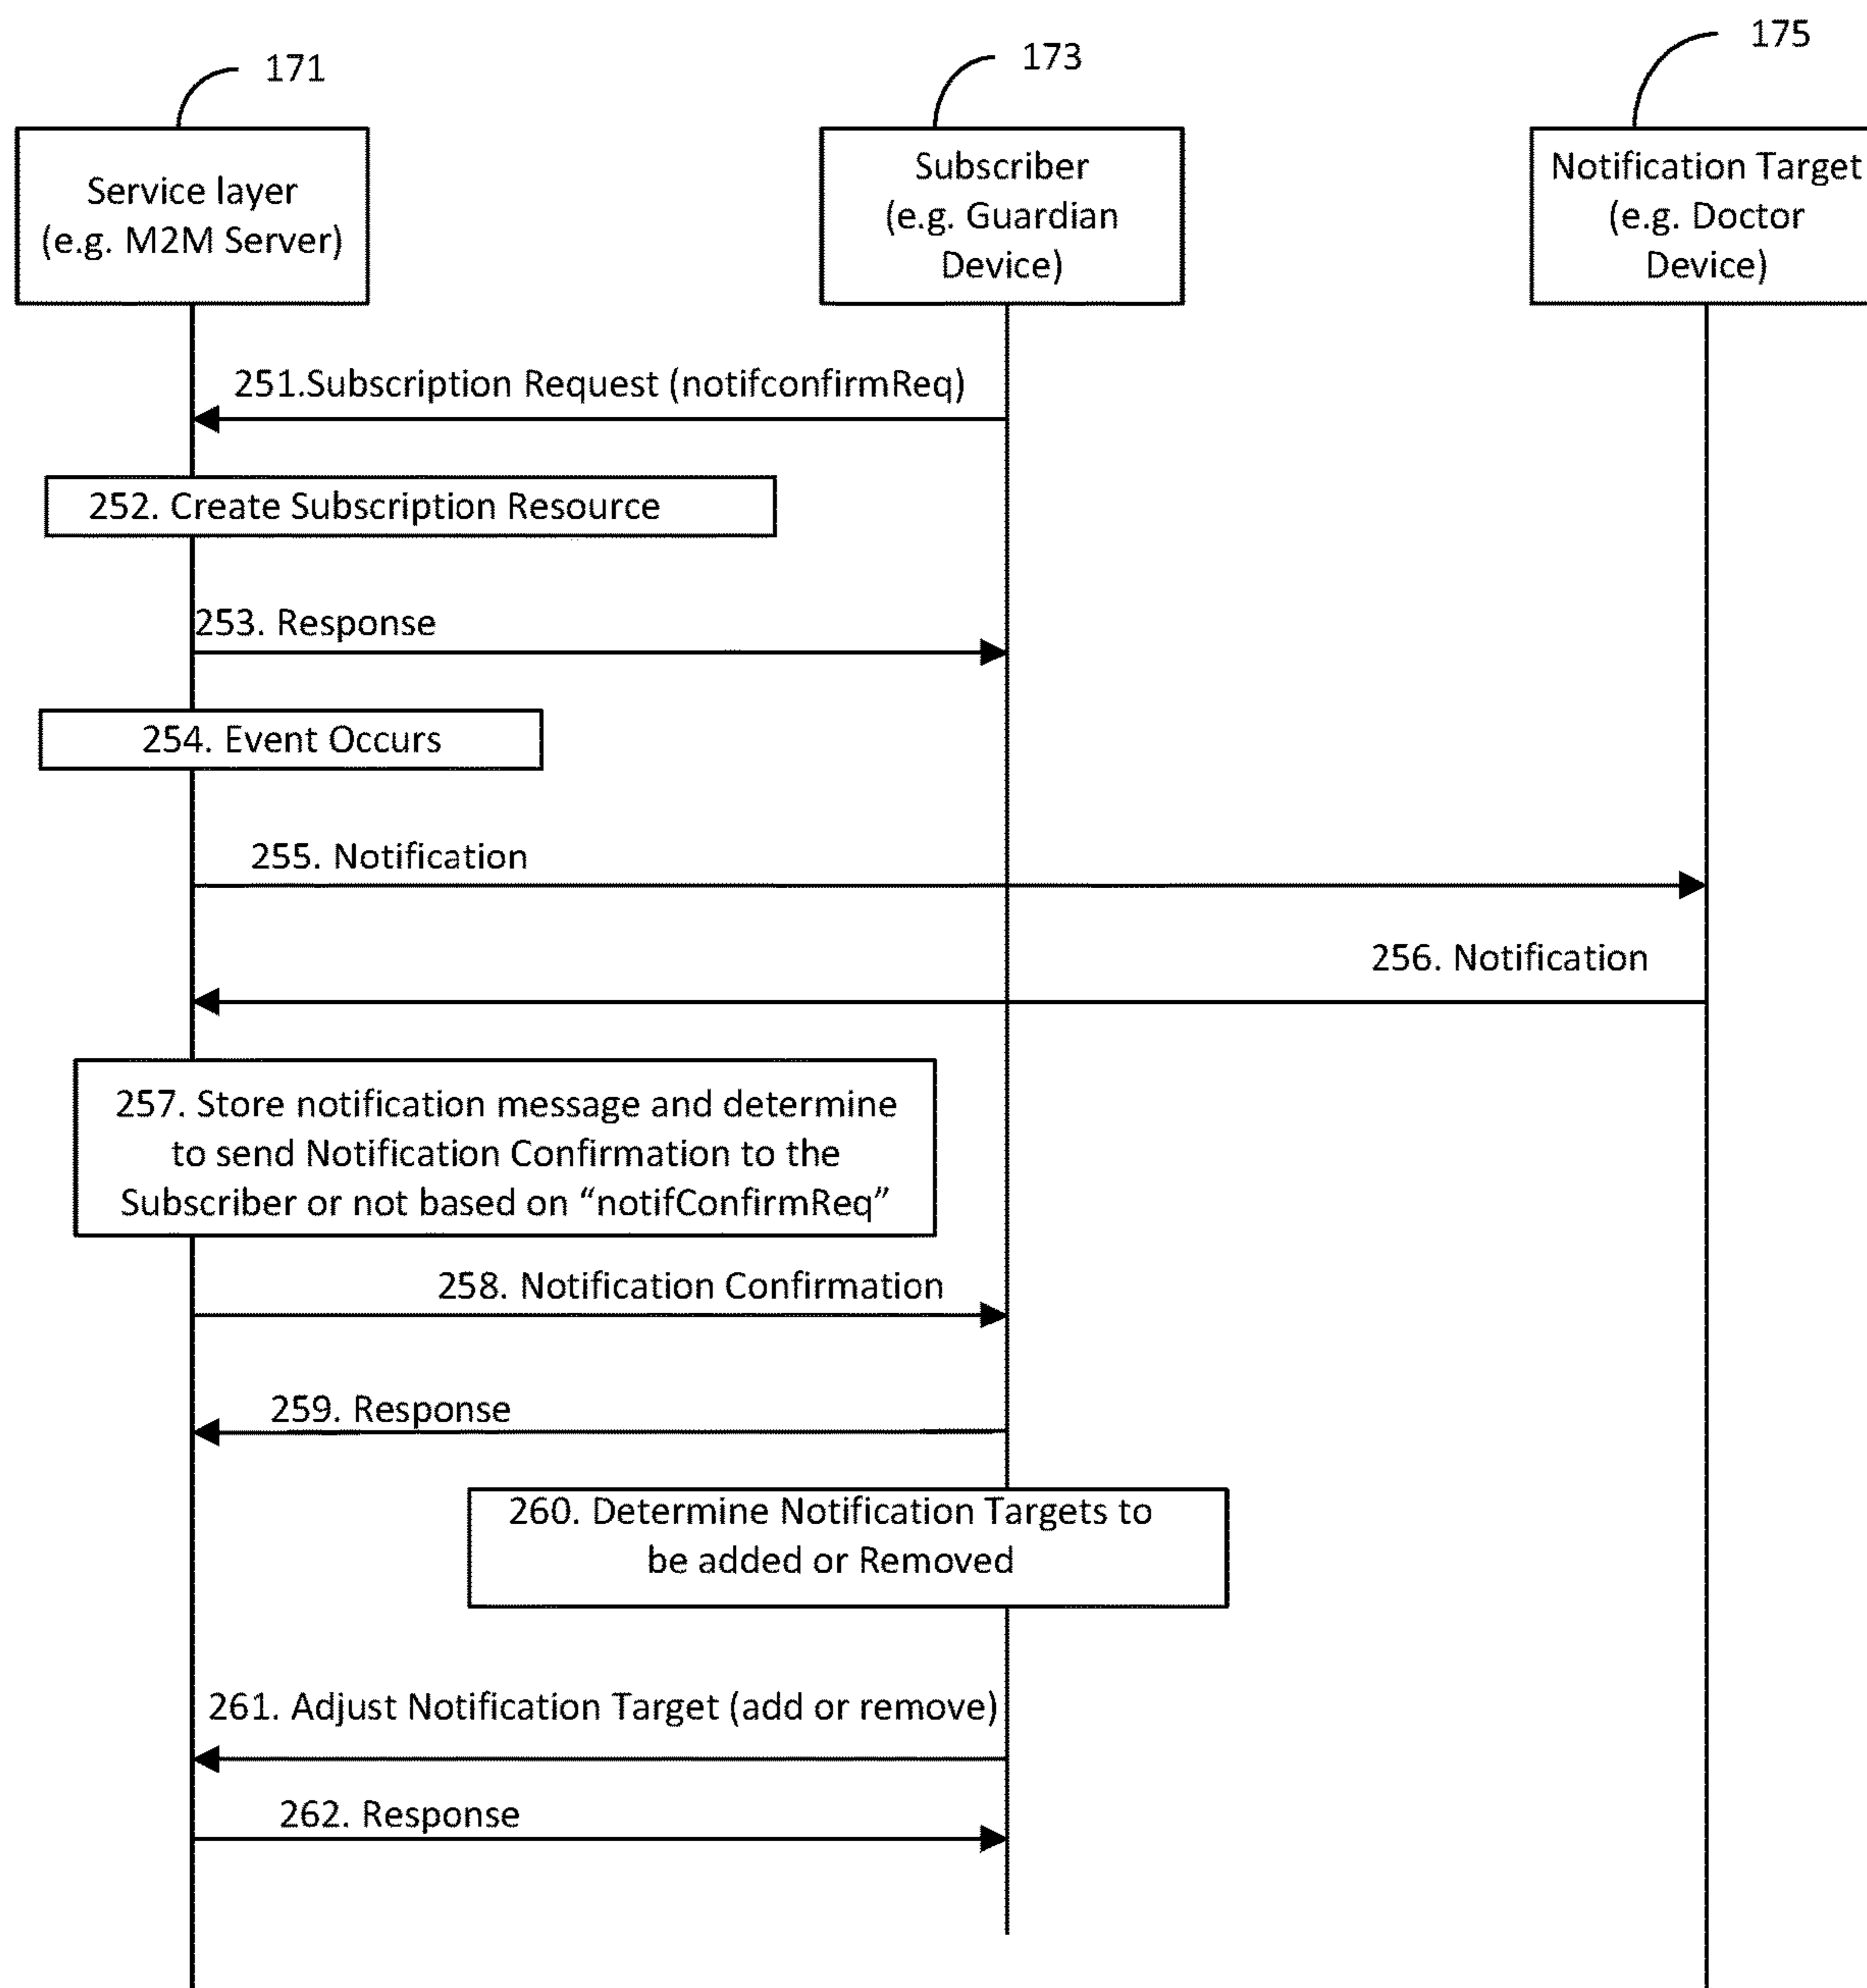 171
173
175
Service layer
(e.g. M2M Server)
Subscriber
(e.g. Guardian
Device)
Notification Target
(e.g. Doctor
Device)
251.Subscription Request (notifconfirmReq)
252. Create Subscription Resource
253. Response
254. Event Occurs
255. Notification
256. Notification
257. Store notification message and determine
to send Notification Confirmation to the
Subscriber or not based on “notifConfirmReq”
258. Notification Confirmation
259. Response
260. Determine Notification Targets to
be added or Removed
261. Adjust Notification Target (add or remove)
262. Response